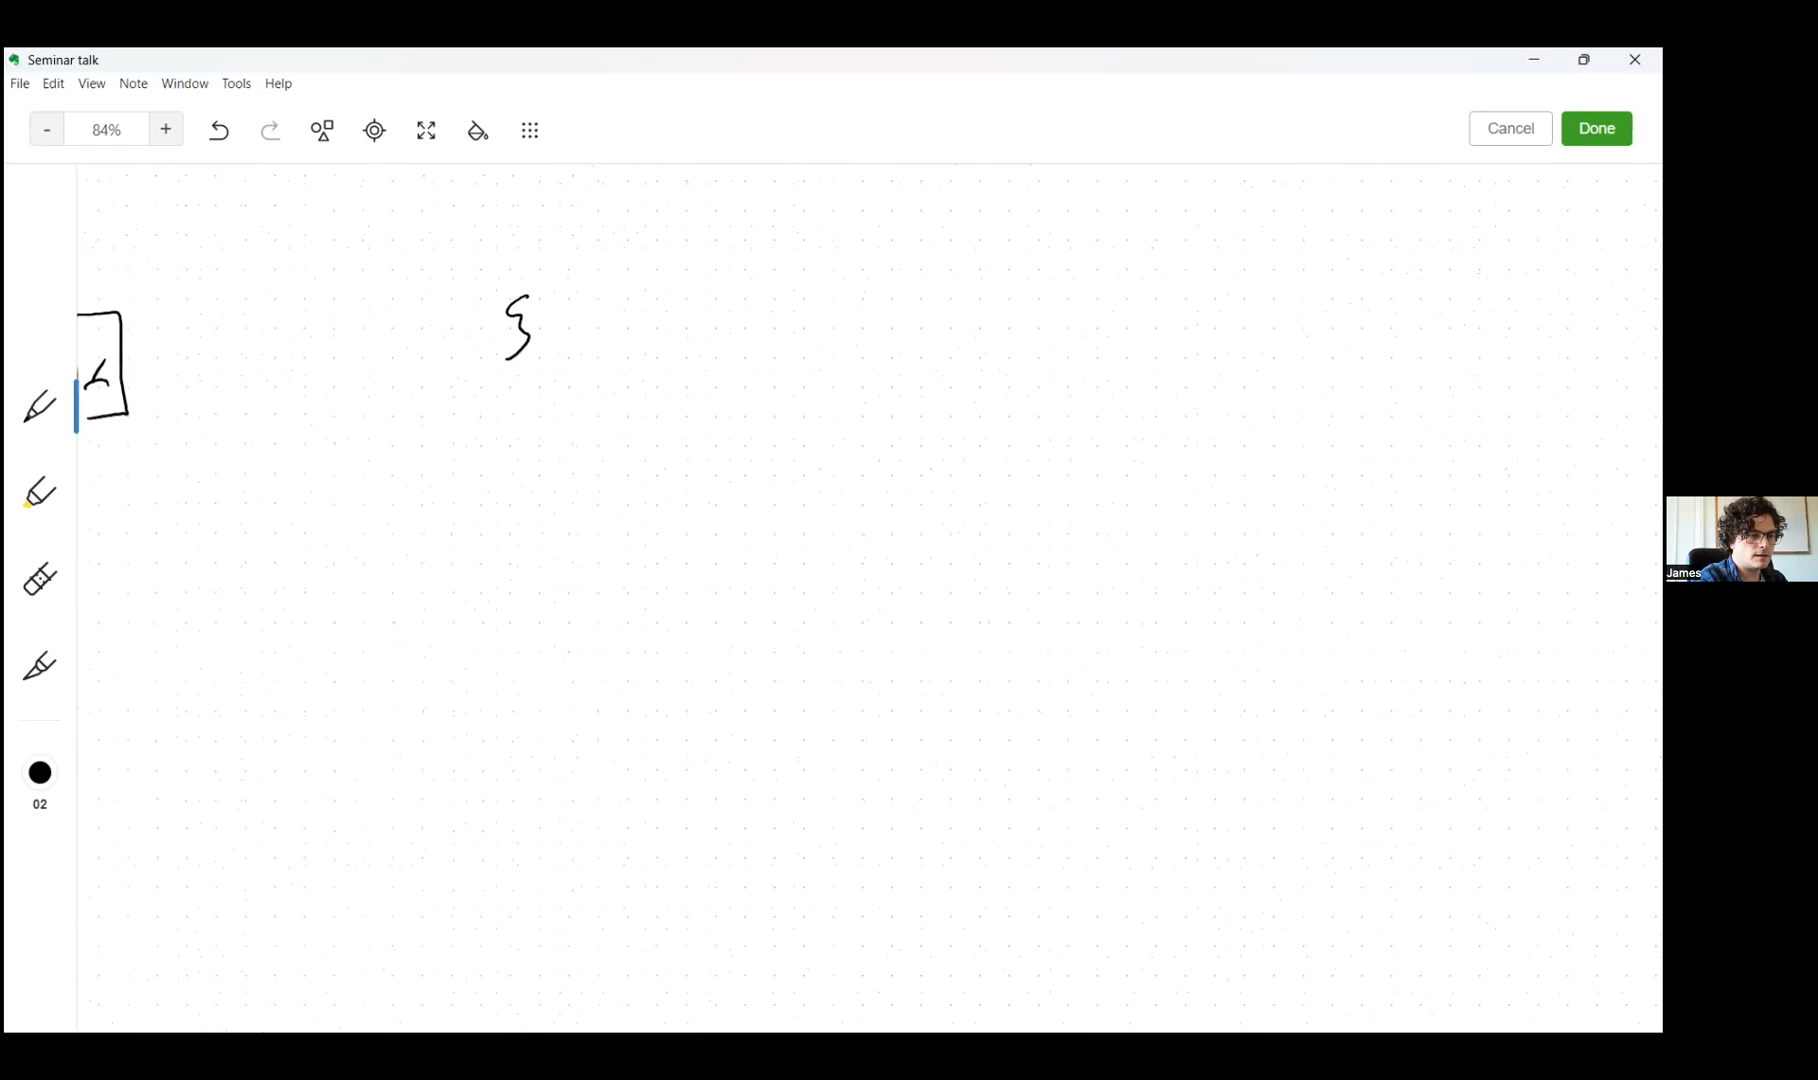 Seminar talk
File Edit View Note Window Tools Help
- 84% + Cancel Done
James
02